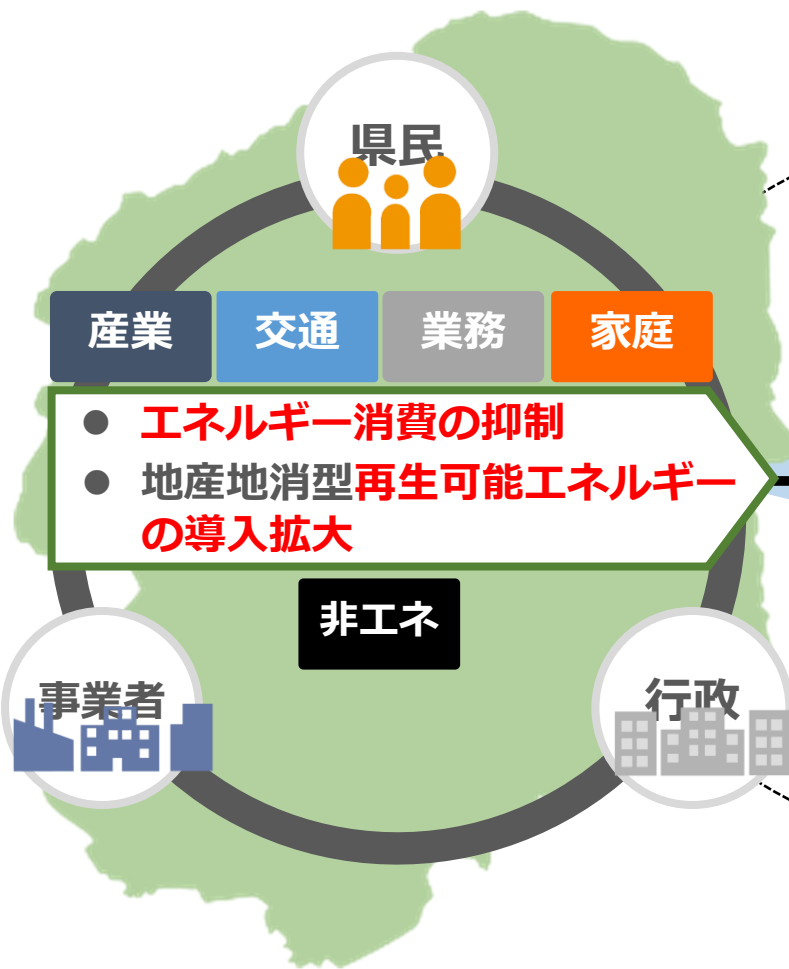 県民
産業
交通
業務
家庭
● エネルギー消費の抑制
● 地産地消型再生可能エネルギー
の導入拡大
非エネ
事業者
行政